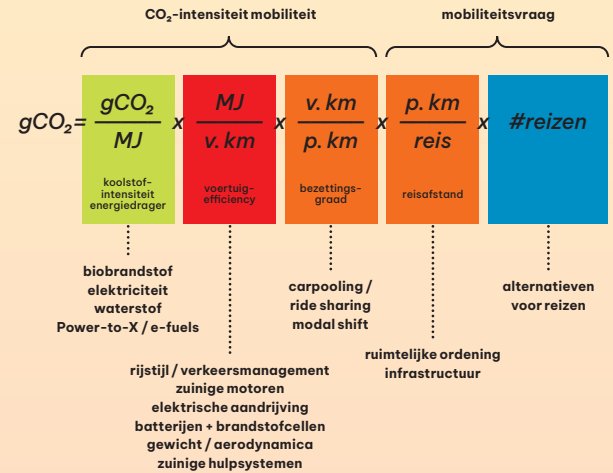 CO₂-intensiteit mobiliteit
mobiliteitsvraag
gCO₂= gCO₂/MJ x MJ/v. km x v. km/p. km x p. km/reis x #reizen
koolstof-
intensiteit
energiedrager
voertuig-
efficiency
bezettings-
graad
reisafstand
biobrandstof
elektriciteit
waterstof
Power-to-X / e-fuels
rijstijl / verkeersmanagement
zuinige motoren
elektrische aandrijving
batterijen + brandstofcellen
gewicht / aerodynamica
zuinige hulpsystemen
carpooling /
ride sharing
modal shift
ruimtelijke ordening
infrastructuur
alternatieven
voor reizen